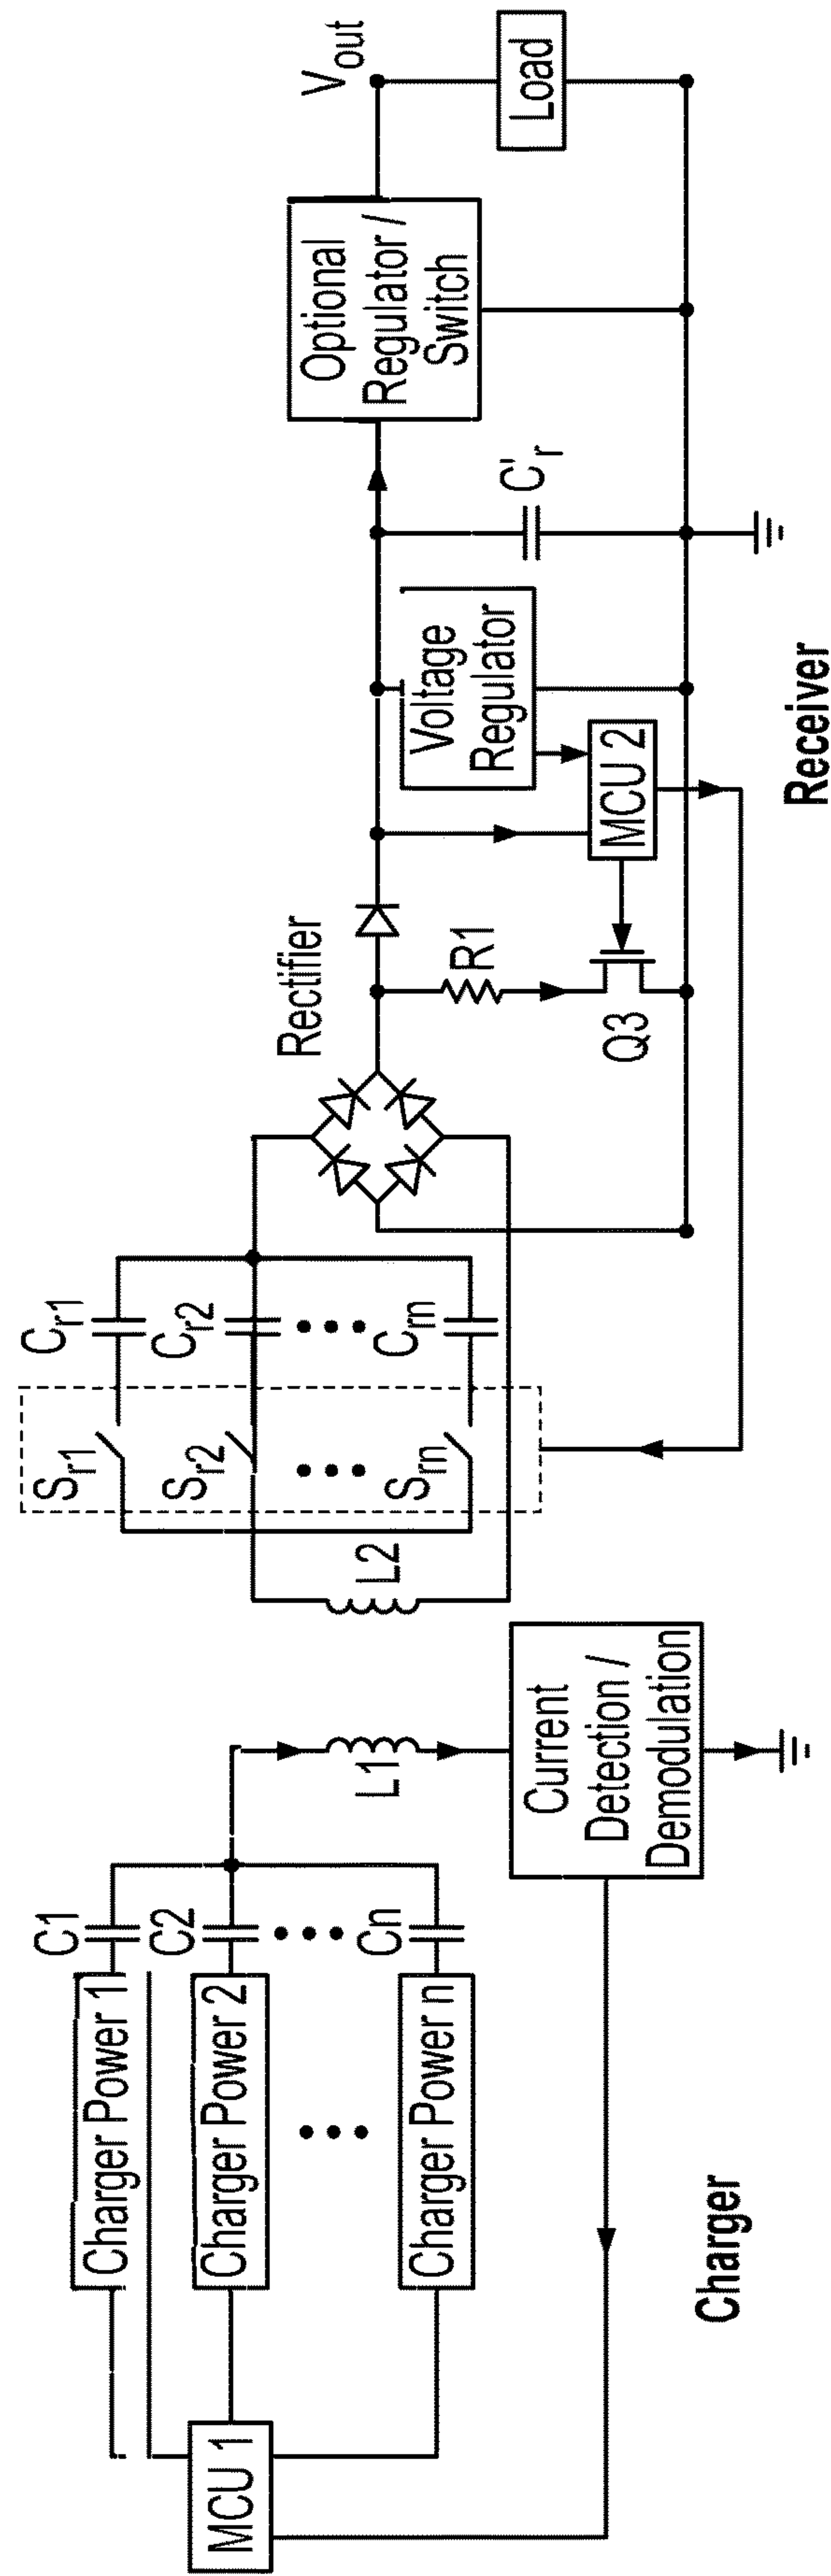 Charger Power 1
C1
MCU 1
Charger Power 2
C2
Charger Power n
Cn
L1
Current
Detection /
Demodulation
Charger
L2
Sr1
Cr1
Sr2
Cr2
Srn
Crn
Rectifier
R1
Q3
MCU 2
Voltage
Regulator
C'r
Optional
Regulator /
Switch
Vout
Load
Receiver